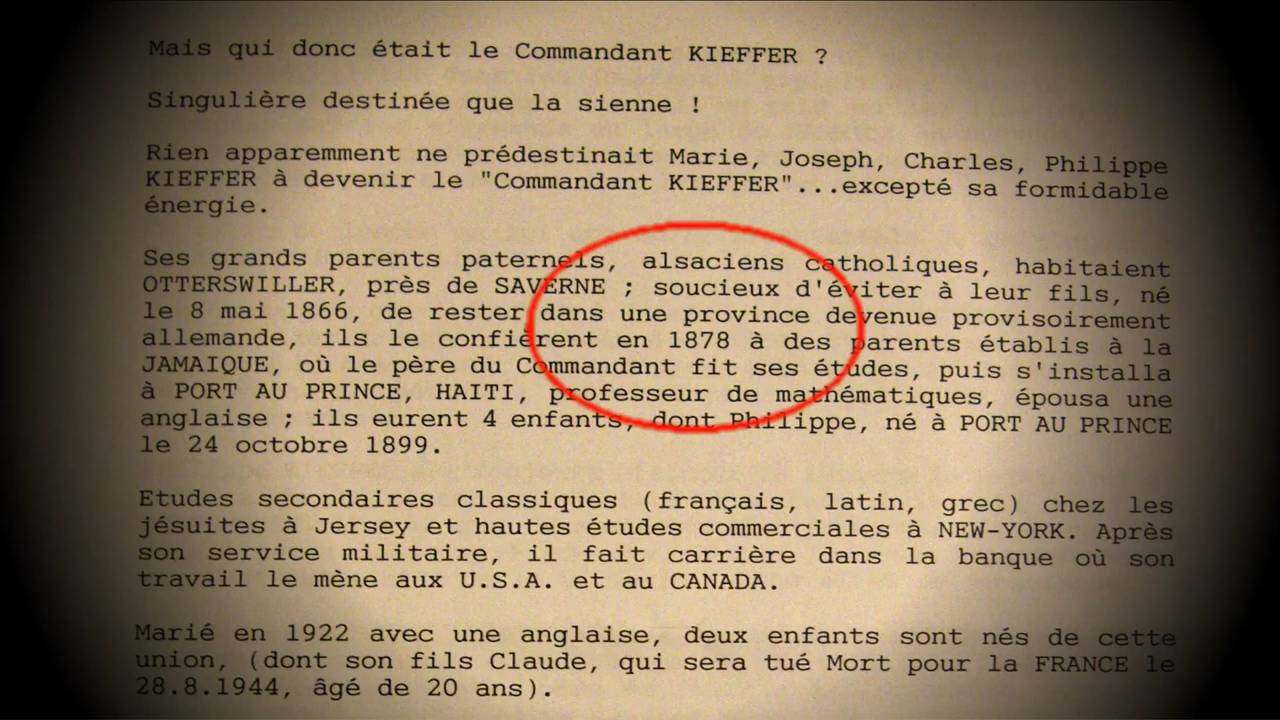 Mais qui donc était le Commandant KIEFFER ?
Singulière destinée que la sienne !
Rien apparemment ne prédestinait Marie, Joseph, Charles, Philippe
KIEFFER à devenir le "Commandant KIEFFER"...excepté sa formidable
énergie.
Ses grands parents paternels, alsaciens catholiques, habitaient
OTTERSWILLER, près de SAVERNE ; soucieux d'éviter à leur fils, né
le 8 mai 1866, de rester dans une province devenue provisoirement
allemande, ils le confièrent en 1878 à des parents établis à la
JAMAIQUE, où le père du Commandant fit ses études, puis s'installa
à PORT AU PRINCE, HAITI, professeur de mathématiques, épousa une
anglaise ; ils eurent 4 enfants, dont Philippe, né à PORT AU PRINCE
le 24 octobre 1899.
Etudes secondaires classiques (français, latin, grec) chez les
jésuites à Jersey et hautes études commerciales à NEW-YORK. Après
son service militaire, il fait carrière dans la banque où son
travail le mène aux U.S.A. et au CANADA.
Marié en 1922 avec une anglaise, deux enfants sont nés de cette
union, (dont son fils Claude, qui sera tué Mort pour la FRANCE le
28.8.1944, âgé de 20 ans).